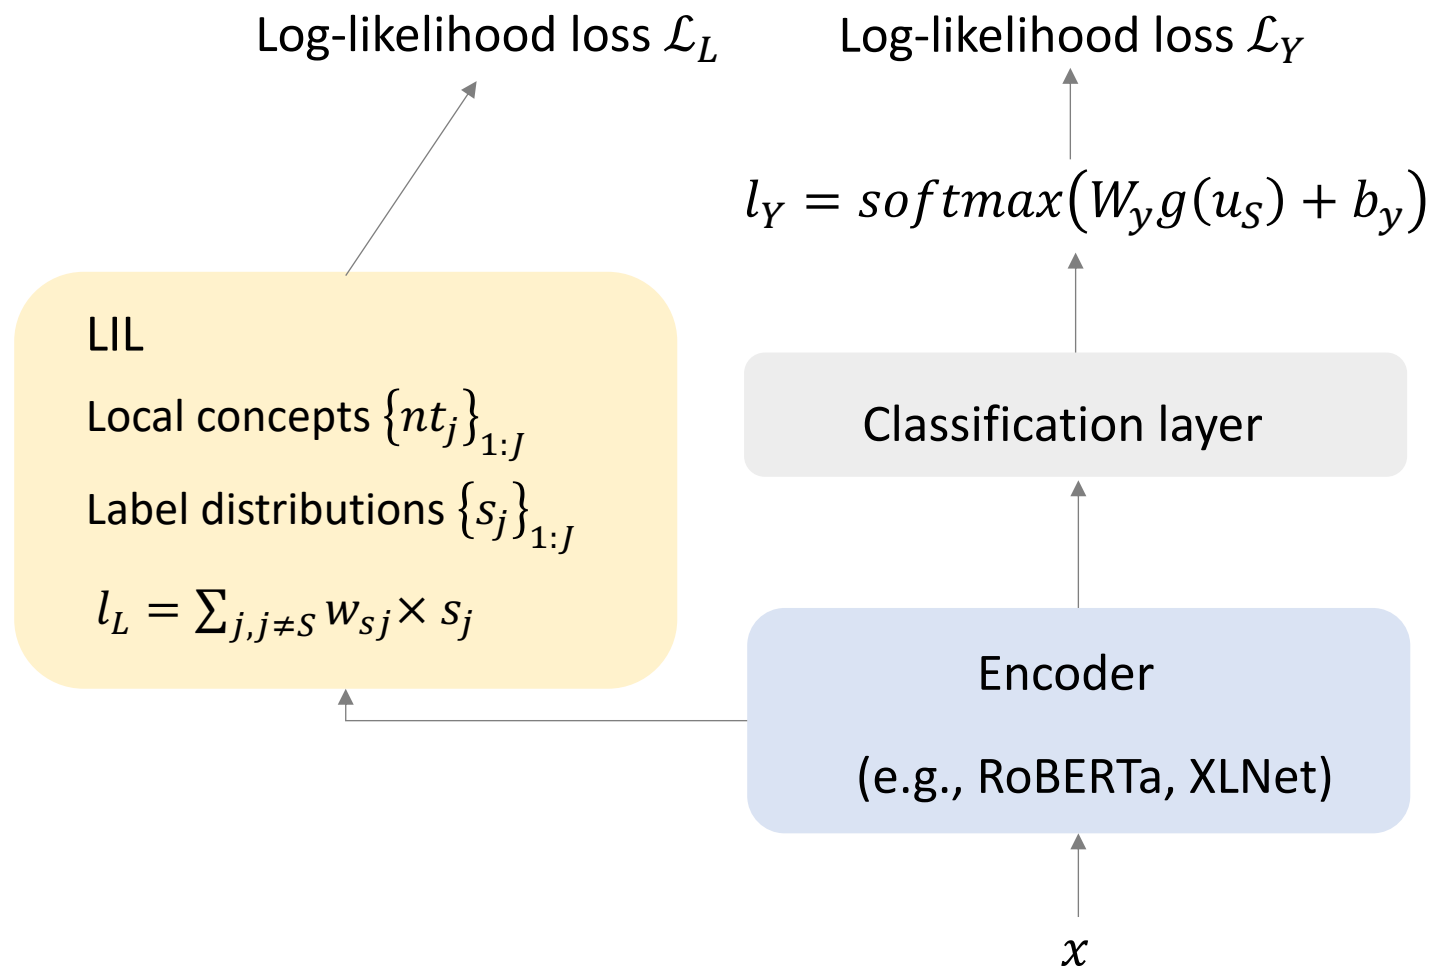 Log-likelihood loss ℒ_L
Log-likelihood loss ℒ_Y
l_Y = softmax(W_y g(u_S) + b_y)
LIL
Local concepts {nt_j}_{1:J}
Label distributions {s_j}_{1:J}
l_L = ∑_{j,j≠S} w_{sj} × s_j
Classification layer
Encoder
(e.g., RoBERTa, XLNet)
x